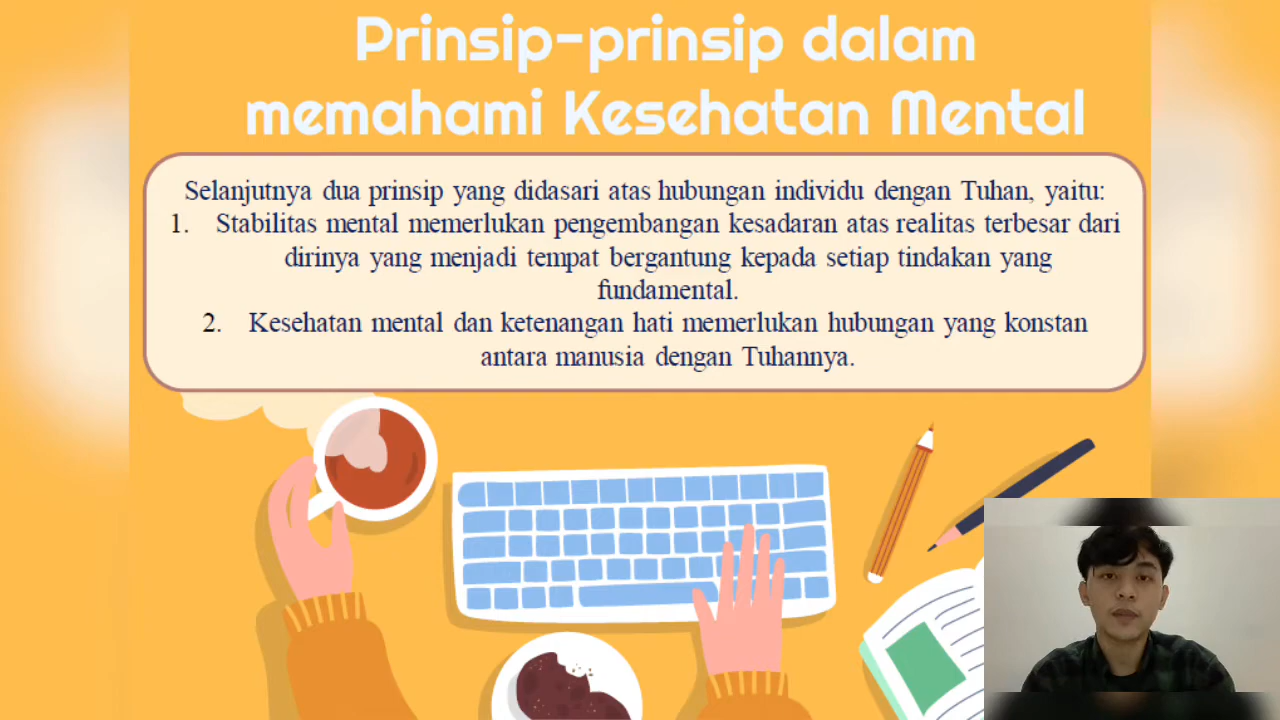 Prinsip-prinsip dalam
memahami Kesehatan Mental
Selanjutnya dua prinsip yang didasari atas hubungan individu dengan Tuhan, yaitu:
1. Stabilitas mental memerlukan pengembangan kesadaran atas realitas terbesar dari
dirinya yang menjadi tempat bergantung kepada setiap tindakan yang
fundamental.
2. Kesehatan mental dan ketenangan hati memerlukan hubungan yang konstan
antara manusia dengan Tuhannya.